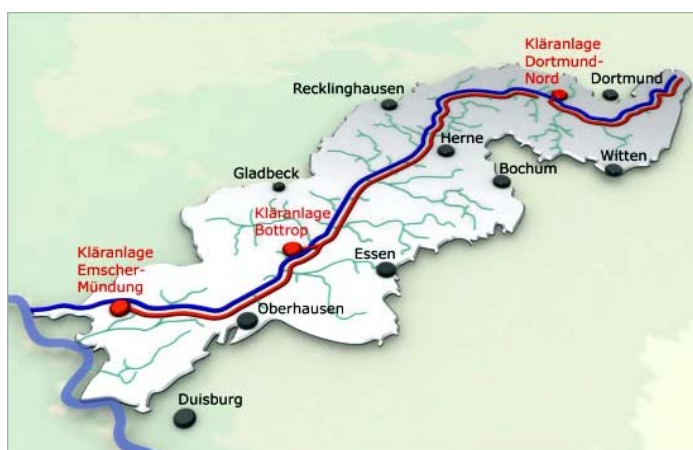 Kläranlage
Dortmund-
Nord
Dortmund
Recklinghausen
Herne
Witten
Bochum
Gladbeck
Kläranlage
Bottrop
Kläranlage
Emscher-
Mündung
Essen
Oberhausen
Duisburg